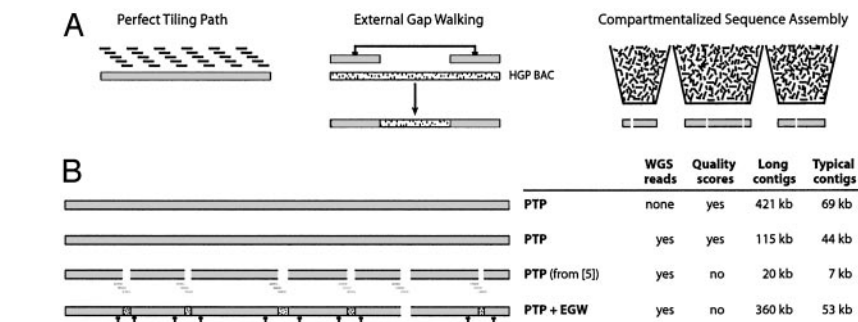 A
Perfect Tiling Path
External Gap Walking
Compartmentalized Sequence Assembly
HGP BAC
B
WGS reads Quality scores Long contigs Typical contigs
PTP none yes 421 kb 69 kb
PTP yes yes 115 kb 44 kb
PTP (from [5]) yes no 20 kb 7 kb
PTP + EGW yes no 360 kb 53 kb